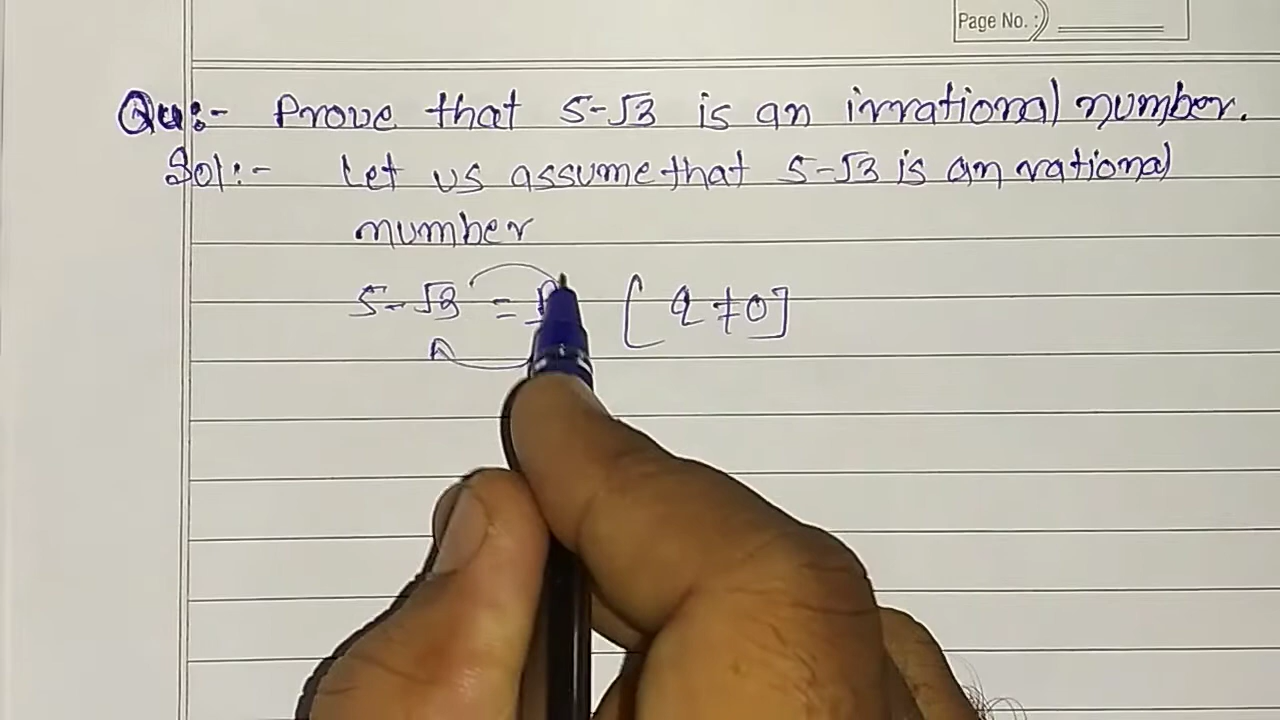 Page No. :
Qu:- Prove that 5-√3 is an irrational number.
Sol:- Let us assume that 5-√3 is an rational
number
5-√3 = [q ≠ 0]